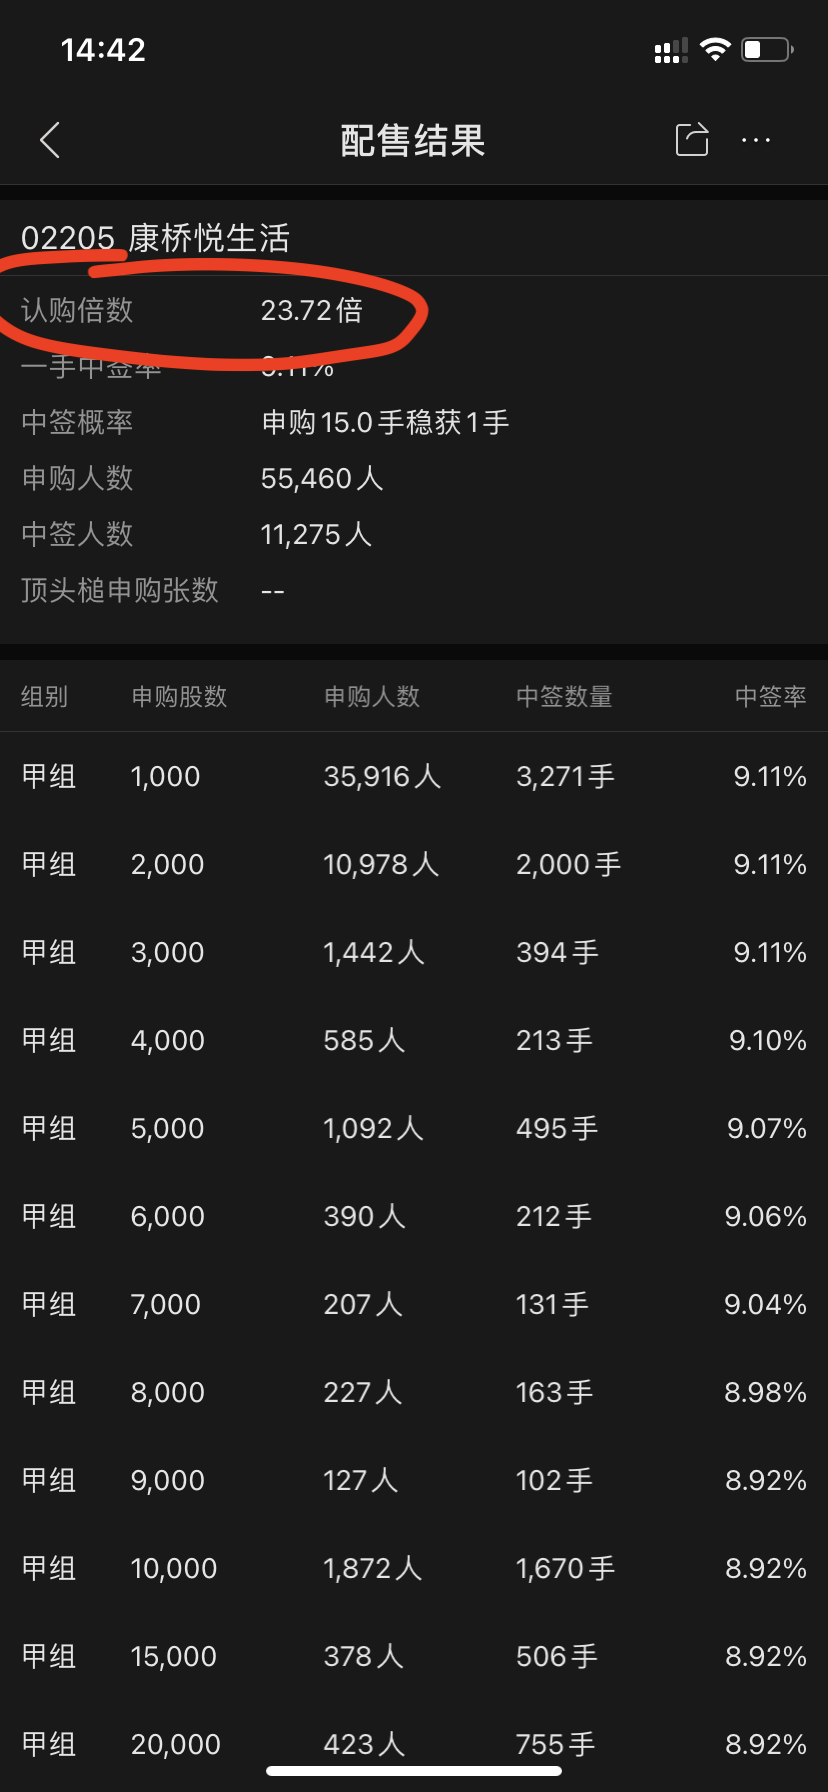 14:42
配售结果
02205 康桥悦生活
认购倍数 23.72倍
一手中签率 9.11%
中签概率 申购15.0手稳获1手
申购人数 55,460人
中签人数 11,275人
顶头槌申购张数 --
组别 申购股数 申购人数 中签数量 中签率
甲组 1,000 35,916人 3,271手 9.11%
甲组 2,000 10,978人 2,000手 9.11%
甲组 3,000 1,442人 394手 9.11%
甲组 4,000 585人 213手 9.10%
甲组 5,000 1,092人 495手 9.07%
甲组 6,000 390人 212手 9.06%
甲组 7,000 207人 131手 9.04%
甲组 8,000 227人 163手 8.98%
甲组 9,000 127人 102手 8.92%
甲组 10,000 1,872人 1,670手 8.92%
甲组 15,000 378人 506手 8.92%
甲组 20,000 423人 755手 8.92%